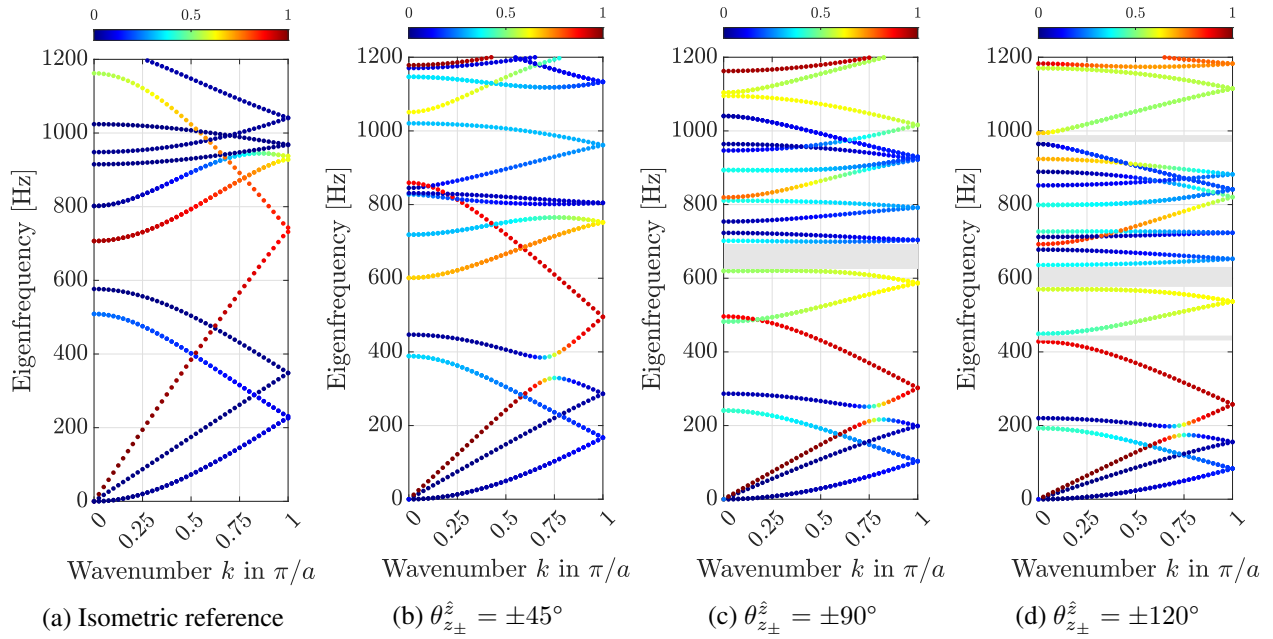 0 0.5 1
0 0.5 1
0 0.5 1
0 0.5 1
1200
1000
800
600
400
200
0
Eigenfrequency [Hz]
0 0.25 0.5 0.75 1
Wavenumber k in π/a
(a) Isometric reference
1200
1000
800
600
400
200
0
Eigenfrequency [Hz]
0 0.25 0.5 0.75 1
Wavenumber k in π/a
(b) θ^ẑ_z± = ±45°
1200
1000
800
600
400
200
0
Eigenfrequency [Hz]
0 0.25 0.5 0.75 1
Wavenumber k in π/a
(c) θ^ẑ_z± = ±90°
1200
1000
800
600
400
200
0
Eigenfrequency [Hz]
0 0.25 0.5 0.75 1
Wavenumber k in π/a
(d) θ^ẑ_z± = ±120°